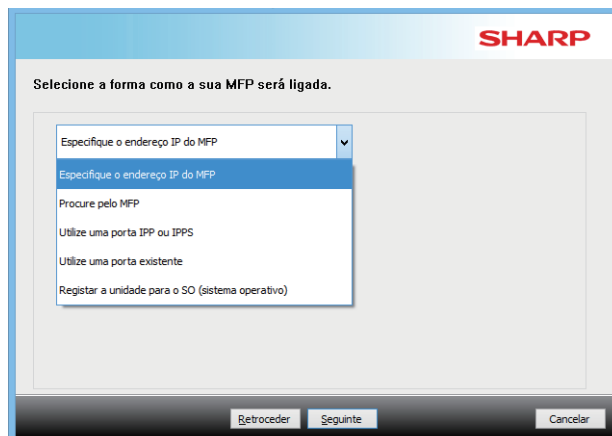 SHARP
Selecione a forma como a sua MFP será ligada.
Especifique o endereço IP do MFP
Especifique o endereço IP do MFP
Procure pelo MFP
Utilize uma porta IPP ou IPPS
Utilize uma porta existente
Registar a unidade para o SO (sistema operativo)
Retroceder Seguinte Cancelar